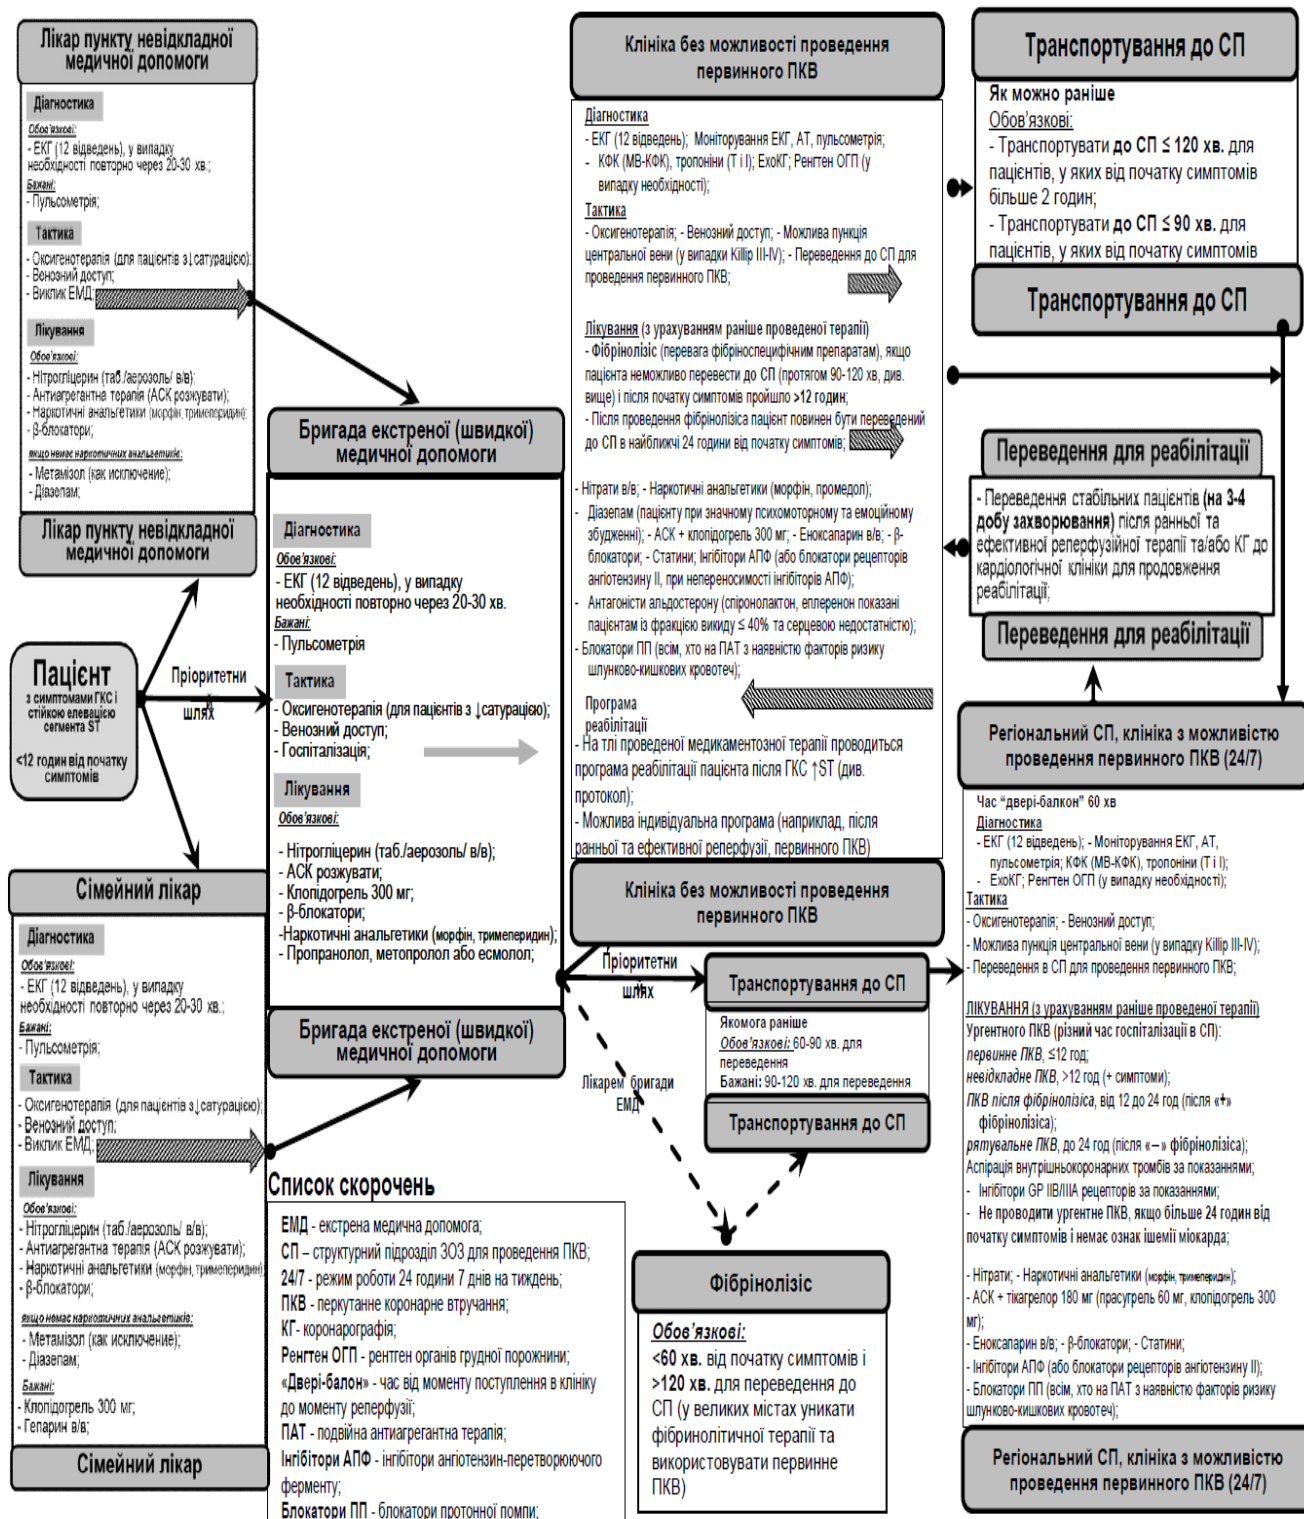 Лікар пункту невідкладної
медичної допомоги
Діагностика
Обов'язкові:
- ЕКГ (12 відведень), у випадку
необхідності повторно через 20-30 хв.;
Бажані:
- Пульсометрія;
Тактика
- Оксигенотерапія (для пацієнтів з↓сатурацією);
- Венозний доступ;
- Виклик ЕМД;
Лікування
Обов'язкові:
- Нітрогліцерин (таб./аерозоль/ в/в);
- Антиагрегантна терапія (АСК розжувати);
- Наркотичні анальгетики (морфін, тримеперидин);
- β-блокатори;
якщо немає наркотичних анальгетиків:
- Метамізол (как исключение);
- Діазепам;
Лікар пункту невідкладної
медичної допомоги
Пацієнт
з симптомами ГКС і
стійкою елевацією
сегмента ST
<12 годин від початку
симптомів
Пріоритетни
й
шлях
Сімейний лікар
Діагностика
Обов'язкові:
- ЕКГ (12 відведень), у випадку
необхідності повторно через 20-30 хв.;
Бажані:
- Пульсометрія;
Тактика
- Оксигенотерапія (для пацієнтів з↓сатурацією);
- Венозний доступ;
- Виклик ЕМД;
Лікування
Обов'язкові:
- Нітрогліцерин (таб./аерозоль/ в/в);
- Антиагрегантна терапія (АСК розжувати);
- Наркотичні анальгетики (морфін, тримеперидин);
- β-блокатори;
якщо немає наркотичних анальгетиків:
- Метамізол (как исключение);
- Діазепам;
Бажані:
- Клопідогрель 300 мг;
- Гепарин в/в;
Сімейний лікар
Бригада екстреної (швидкої)
медичної допомоги
Діагностика
Обов'язкові:
- ЕКГ (12 відведень), у випадку
необхідності повторно через 20-30 хв.
Бажані:
- Пульсометрія
Тактика
- Оксигенотерапія (для пацієнтів з ↓сатурацією);
- Венозний доступ;
- Госпіталізація;
Лікування
Обов'язкові:
- Нітрогліцерин (таб./аерозоль/ в/в);
- АСК розжувати;
- Клопідогрель 300 мг;
- β-блокатори;
-Наркотичні анальгетики (морфін, тримеперидин);
- Пропранолол, метопролол або есмолол;
Бригада екстреної (швидкої)
медичної допомоги
Список скорочень
ЕМД - екстрена медична допомога;
СП – структурний підрозділ ЗОЗ для проведення ПКВ;
24/7 - режим роботи 24 години 7 днів на тиждень;
ПКВ - перкутанне коронарне втручання;
КГ - коронарографія;
Ренгтен ОГП – рентген органів грудної порожнини;
«Двері-балон» - час від моменту поступлення в клініку
до моменту реперфузії;
ПАТ - подвійна антиагрегантна терапія;
Інгібітори АПФ - інгібітори ангіотензин-перетворюючого
ферменту;
Блокатори ПП - блокатори протонної помпи;
Клініка без можливості проведення
первинного ПКВ
Діагностика
- ЕКГ (12 відведень); Моніторування ЕКГ, АТ, пульсометрія;
- КФК (МВ-КФК), тропоніни (Т і І); ЕхоКГ; Ренгтен ОГП (у
випадку необхідності);
Тактика
- Оксигенотерапія; - Венозний доступ; - Можлива пункція
центральної вени (у випадки Killip III-IV); - Переведення до СП для
проведення первинного ПКВ;
Лікування (з урахуванням раніше проведеної терапії)
- Фібрінолізіс (перевага фібріноспецифічним препаратам), якщо
пацієнта неможливо перевести до СП (протягом 90-120 хв, див.
вище) і після початку симптомів пройшло >12 годин;
- Після проведення фібрінолізіса пацієнт повинен бути переведений
до СП в найближчі 24 години від початку симптомів;
- Нітрати в/в; - Наркотичні анальгетики (морфін, промедол);
- Діазепам (пацієнту при значному психомоторному та емоційному
збудженні); - АСК + клопідогрель 300 мг; - Еноксапарин в/в; - β-
блокатори; - Статини; Інгібітори АПФ (або блокатори рецепторів
ангіотензину II, при непереносимості інгібіторів АПФ);
- Антагоністи альдостерону (спіронолактон, еплеренон показані
пацієнтам із фракцією викиду ≤ 40% та серцевою недостатністю);
- Блокатори ПП (всім, хто на ПАТ з наявністю факторів ризику
шлунково-кишкових кровотеч);
Програма
реабілітації
- На тлі проведеної медикаментозної терапії проводиться
програма реабілітації пацієнта після ГКС ↑ST (див.
протокол);
- Можлива індивідуальна програма (наприклад, після
ранньої та ефективної реперфузії, первинного ПКВ)
Клініка без можливості проведення
первинного ПКВ
Пріоритетни
й
шлях
Лікарем бригади
ЕМД
Транспортування до СП
Якомога раніше
Обов'язкові: 60-90 хв. для
переведення
Бажані: 90-120 хв. для переведення
Транспортування до СП
Фібрінолізіс
Обов'язкові:
<60 хв. від початку симптомів і
>120 хв. для переведення до
СП (у великих містах уникати
фібринолітичної терапії та
використовувати первинне
ПКВ)
Транспортування до СП
Як можно раніше
Обов'язкові:
- Транспортувати до СП ≤ 120 хв. для
пацієнтів, у яких від початку симптомів
більше 2 годин;
- Транспортувати до СП ≤ 90 хв. для
пацієнтів, у яких від початку симптомів
Транспортування до СП
Переведення для реабілітації
- Переведення стабільних пацієнтів (на 3-4
добу захворювання) після ранньої та
ефективної реперфузійної терапії та/або КГ до
кардіологічної клініки для продовження
реабілітації;
Переведення для реабілітації
Регіональний СП, клініка з можливістю
проведення первинного ПКВ (24/7)
Час “двері-балкон” 60 хв
Діагностика
- ЕКГ (12 відведень); - Моніторування ЕКГ, АТ,
пульсометрія; КФК (МВ-КФК), тропоніни (Т і І);
- ЕхоКГ; Ренгтен ОГП (у випадку необхідності);
Тактика
- Оксигенотерапія; - Венозний доступ;
- Можлива пункція центральної вени (у випадку Killip III-IV);
- Переведення в СП для проведення первинного ПКВ;
ЛІКУВАННЯ (з урахуванням раніше проведеної терапії)
Ургентного ПКВ (різний час госпіталізації в СП):
первинне ПКВ, ≤12 год;
невідкладне ПКВ, >12 год (+ симптоми);
ПКВ після фібрінолізіса, від 12 до 24 год (після «+»
фібрінолізіса);
рятувальне ПКВ, до 24 год (після «–» фібрінолізіса);
Аспірація внутрішньокоронарних тромбів за показаннями;
- Інгібітори GP IIB/IIIA рецепторів за показаннями;
- Не проводити ургентне ПКВ, якщо більше 24 годин від
початку симптомів і немає ознак ішемії міокарда;
- Нітрати; - Наркотичні анальгетики (морфін, тримеперидин);
- АСК + тікагрелор 180 мг (прасугрель 60 мг, клопідогрель 300
мг);
- Еноксапарин в/в; - β-блокатори; - Статини;
- Інгібітори АПФ (або блокатори рецепторів ангіотензину II);
- Блокатори ПП (всім, хто на ПАТ з наявністю факторів ризику
шлунково-кишкових кровотеч);
Регіональний СП, клініка з можливістю
проведення первинного ПКВ (24/7)